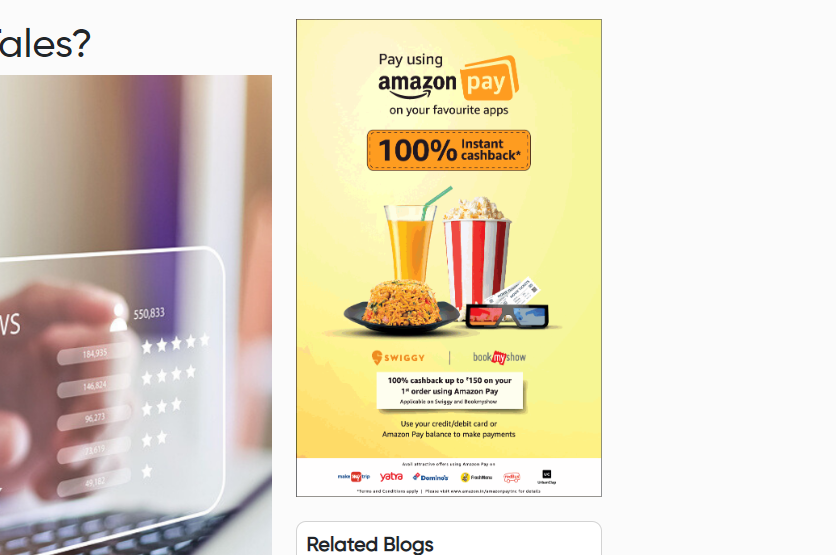 Tales?
WS
550,833
184,935
146,824
96,273
73,619
49,182
Pay using
amazon pay
on your favourite apps
100% Instant cashback*
SWIGGY | bookmyshow
100% cashback up to ₹150 on your
1st order using Amazon Pay
Applicable on Swiggy and Bookmyshow
Use your credit/debit card or
Amazon Pay balance to make payments
Avail attractive offers using Amazon Pay on
make my trip yatra Domino's FreshMenu redBus UC UrbanClap
*Terms and Conditions apply | Please visit www.amazon.in/amazonpaytnc for details
Related Blogs